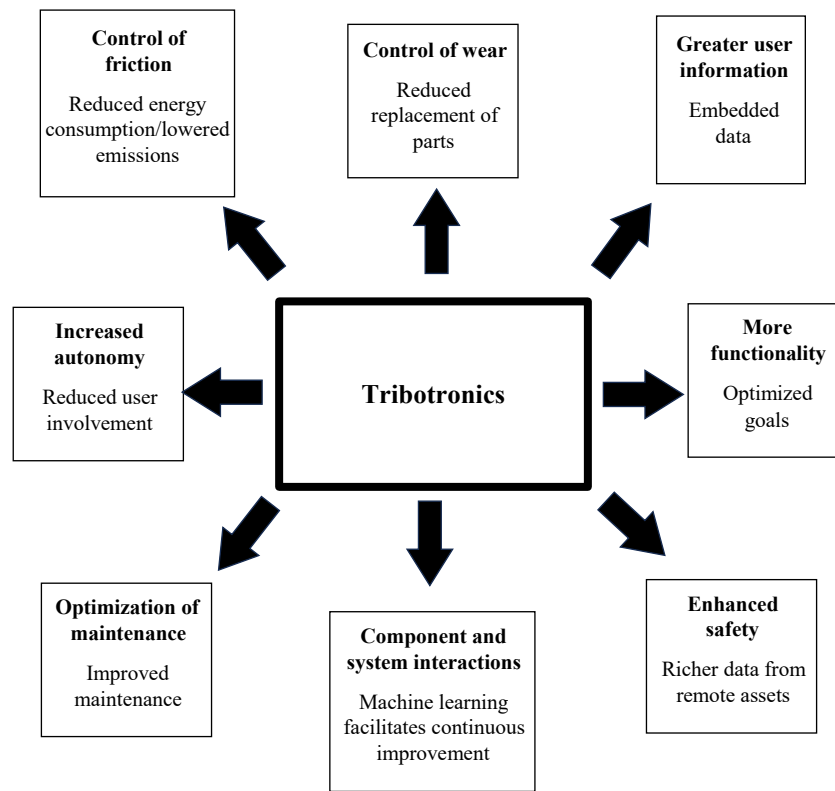 Control of
friction
Reduced energy
consumption/lowered
emissions
Control of wear
Reduced
replacement of
parts
Greater user
information
Embedded
data
Increased
autonomy
Reduced user
involvement
Tribotronics
More
functionality
Optimized
goals
Optimization of
maintenance
Improved
maintenance
Component and
system interactions
Machine learning
facilitates continuous
improvement
Enhanced
safety
Richer data from
remote assets